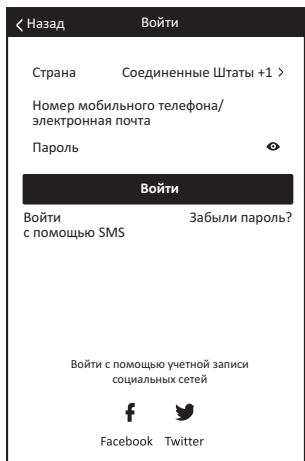 Назад Войти
Страна Соединенные Штаты +1
Номер мобильного телефона/
электронная почта
Пароль
Войти
Войти Забыли пароль?
с помощью SMS
Войти с помощью учетной записи
социальных сетей
Facebook Twitter